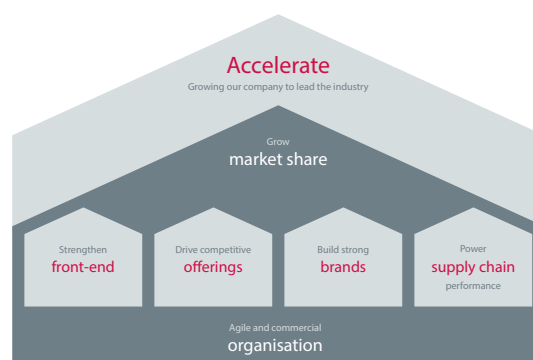 Accelerate
Growing our company to lead the industry
Grow
market share
Strengthen
front-end
Drive competitive
offerings
Build strong
brands
Power
supply chain
performance
Agile and commercial
organisation